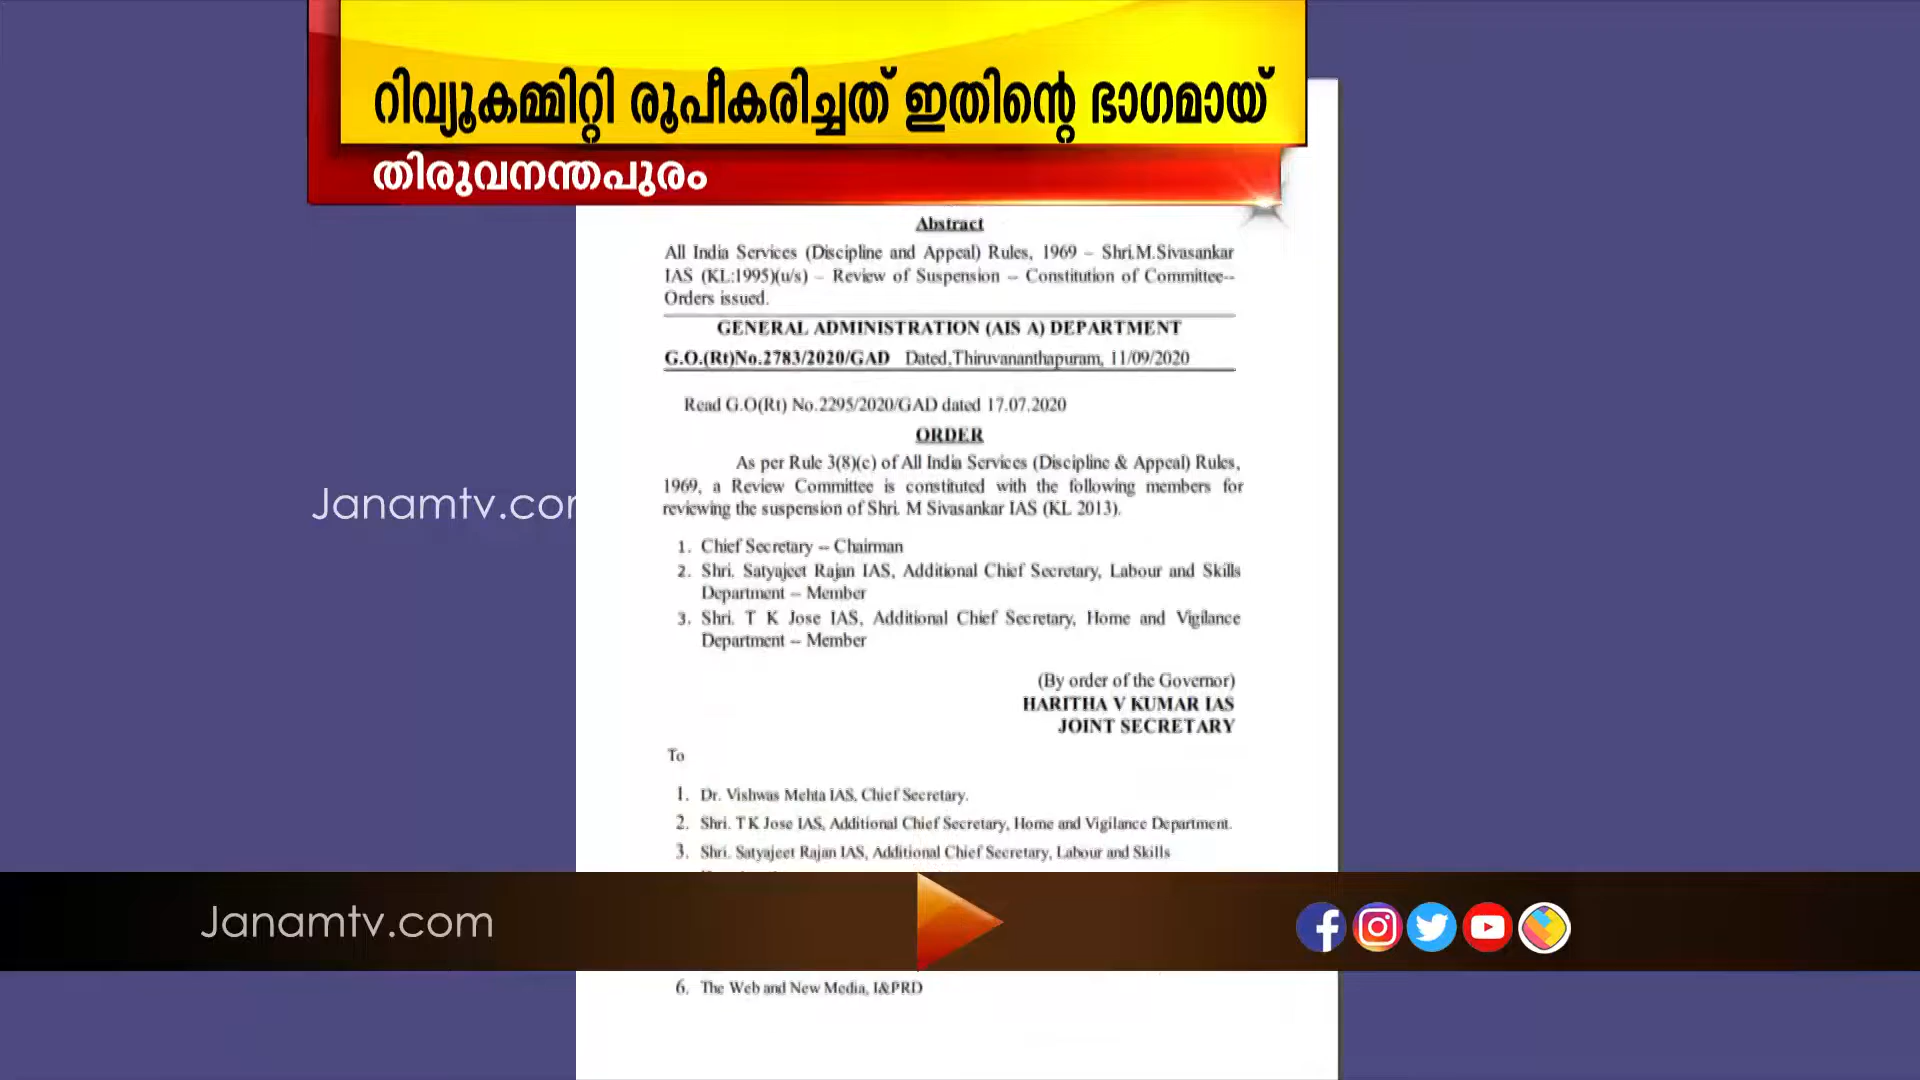 റിവ്യൂകമ്മിറ്റി രൂപീകരിച്ചത് ഇതിന്റെ ഭാഗമായ്
തിരുവനന്തപുരം
Abstract
All India Services (Discipline and Appeal) Rules, 1969 – Shri.M.Sivasankar
IAS (KL:1995)(u/s) – Review of Suspension – Constitution of Committee--
Orders issued.
GENERAL ADMINISTRATION (AIS A) DEPARTMENT
G.O.(Rt)No.2783/2020/GAD Dated,Thiruvananthapuram, 11/09/2020
Read G.O(Rt) No.2295/2020/GAD dated 17.07.2020
ORDER
As per Rule 3(8)(c) of All India Services (Discipline & Appeal) Rules,
1969, a Review Committee is constituted with the following members for
reviewing the suspension of Shri. M Sivasankar IAS (KL 2013).
Janamtv.com
1. Chief Secretary – Chairman
2. Shri. Satyajeet Rajan IAS, Additional Chief Secretary, Labour and Skills
Department – Member
3. Shri. T K Jose IAS, Additional Chief Secretary, Home and Vigilance
Department – Member
(By order of the Governor)
HARITHA V KUMAR IAS
JOINT SECRETARY
To
1. Dr. Vishwas Mehta IAS, Chief Secretary.
2. Shri. T K Jose IAS, Additional Chief Secretary, Home and Vigilance Department.
3. Shri. Satyajeet Rajan IAS, Additional Chief Secretary, Labour and Skills
Janamtv.com
6. The Web and New Media, I&PRD